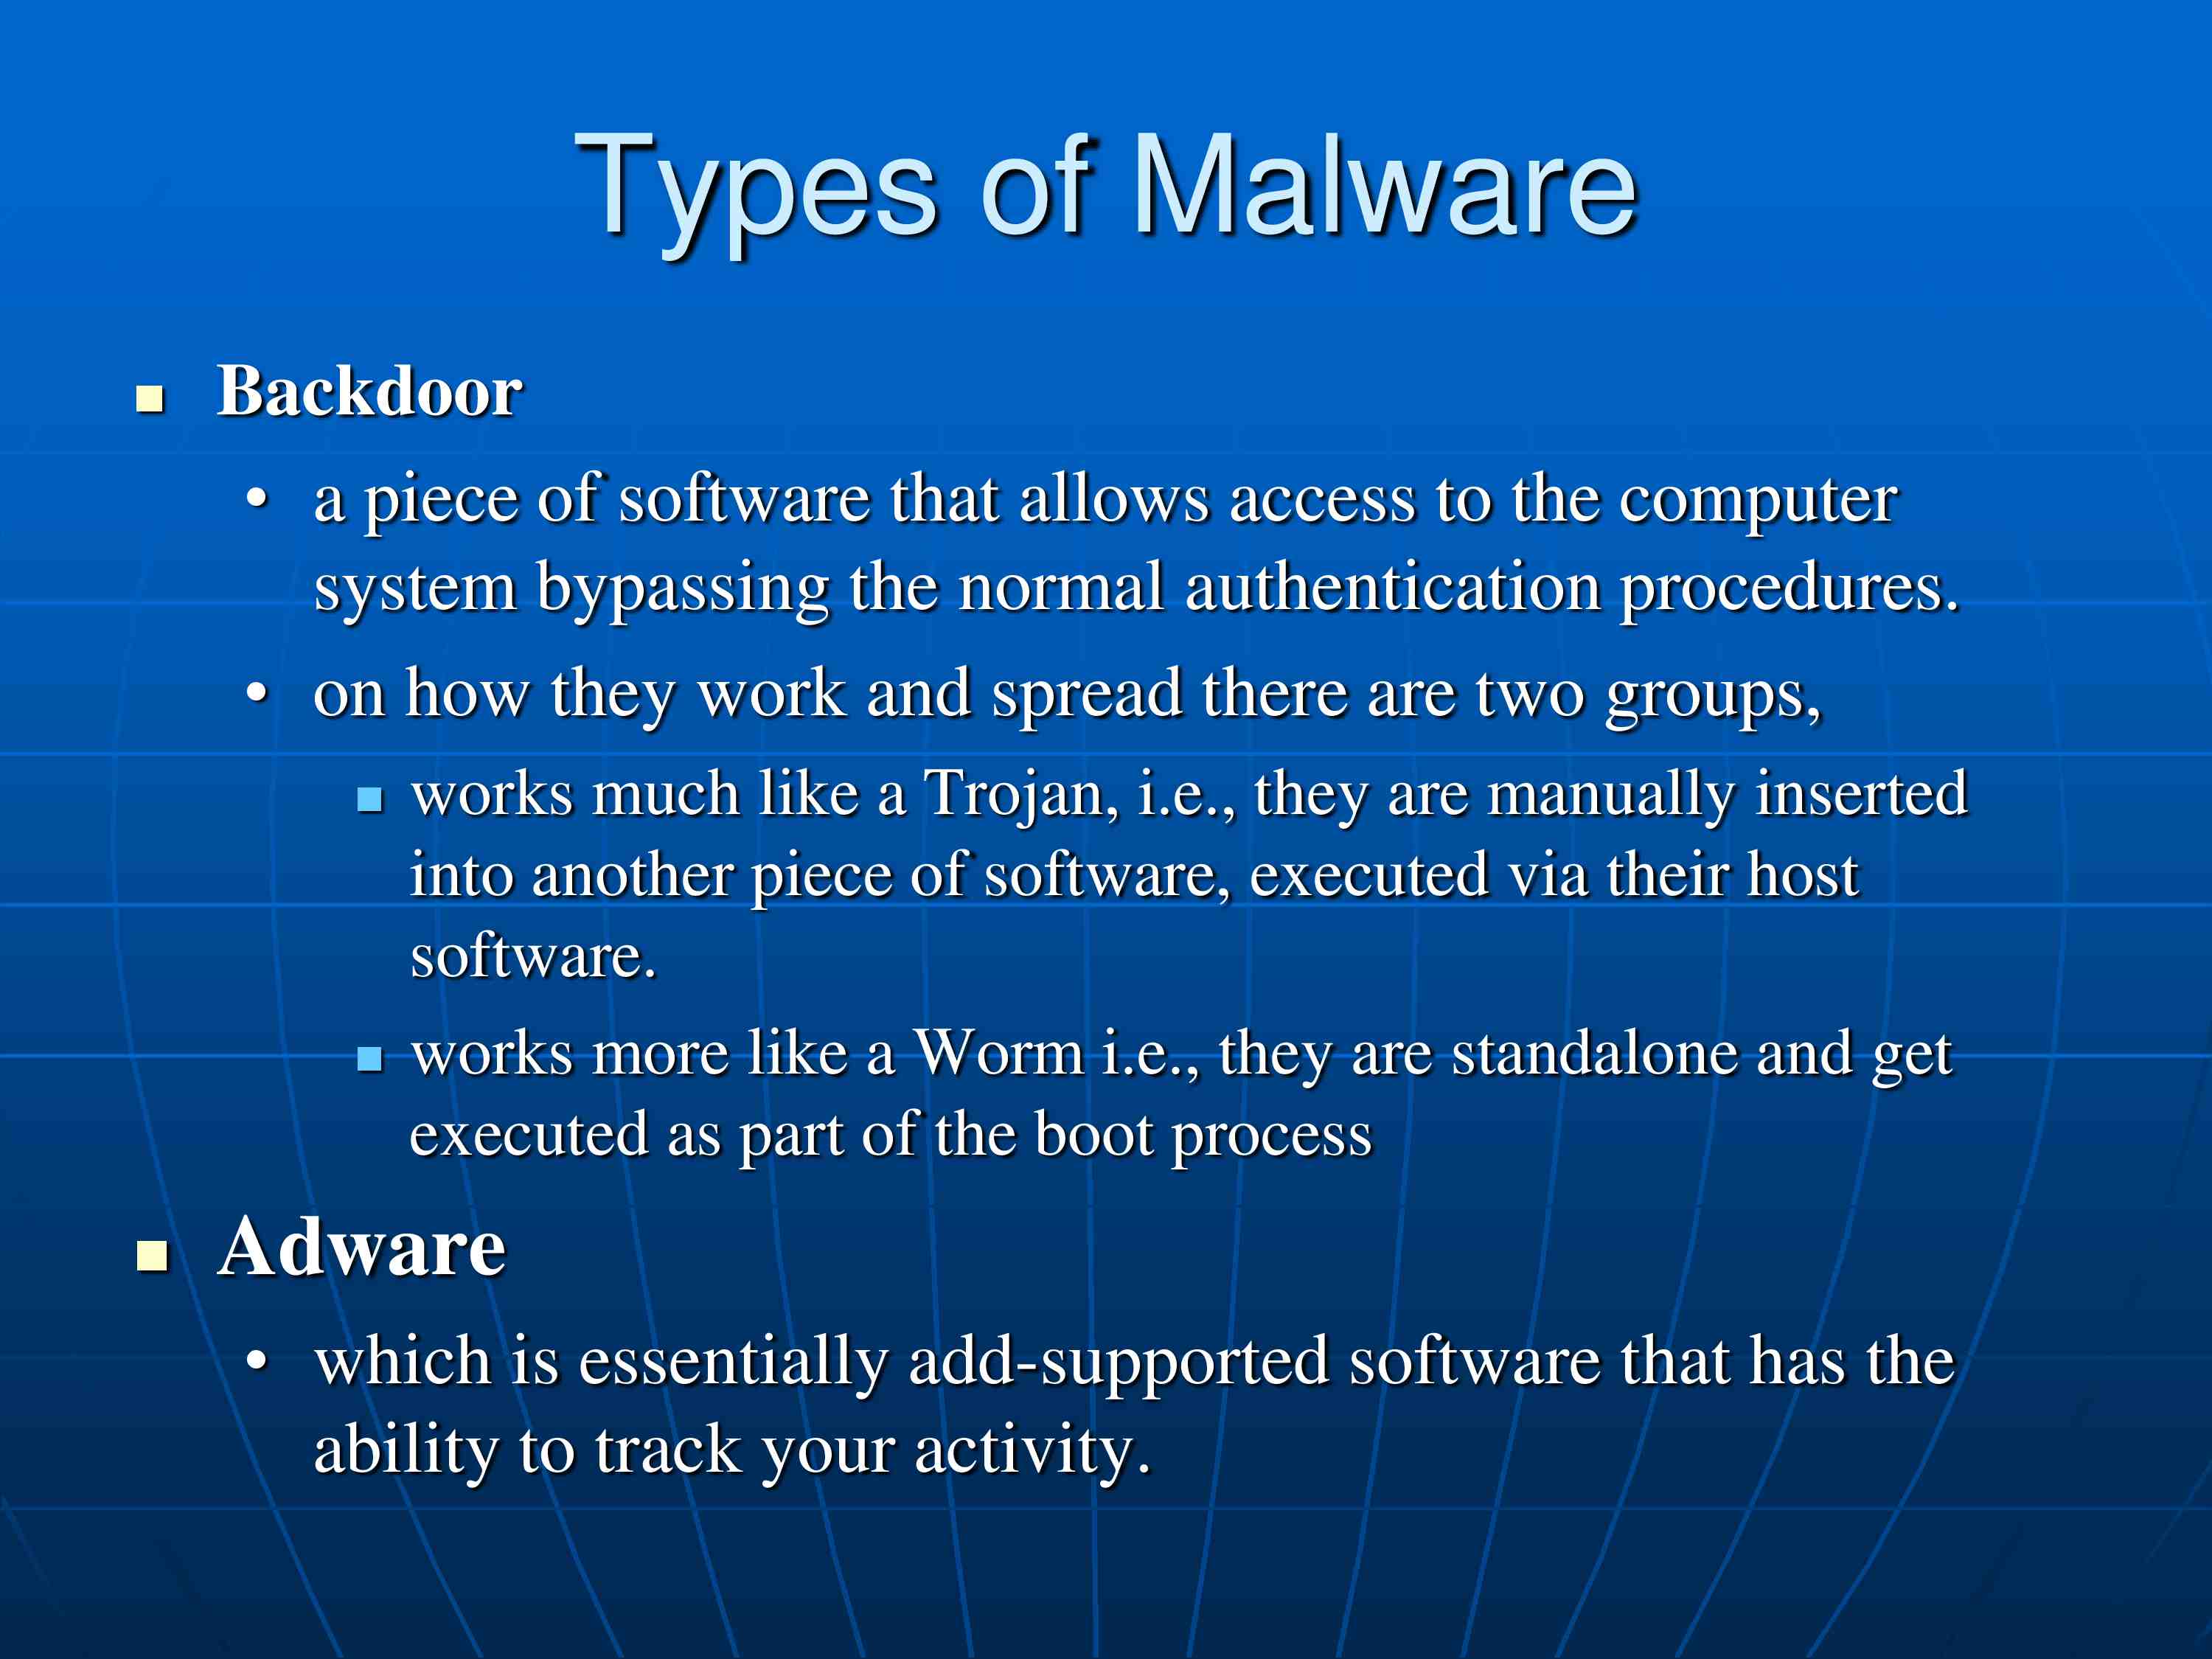 Types of Malware
Backdoor
• a piece of software that allows access to the computer
system bypassing the normal authentication procedures.
• on how they work and spread there are two groups,
works much like a Trojan, i.e., they are manually inserted
into another piece of software, executed via their host
software.
works more like a Worm i.e., they are standalone and get
executed as part of the boot process
Adware
• which is essentially add-supported software that has the
ability to track your activity.